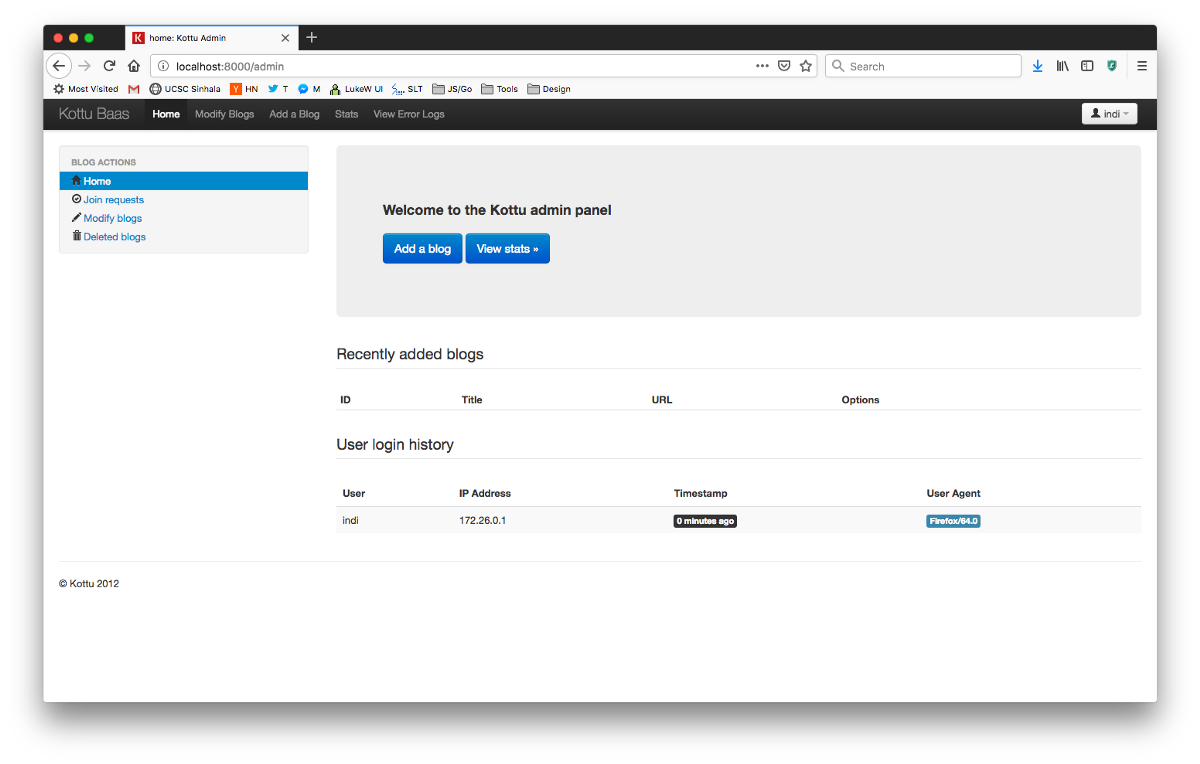 home: Kottu Admin
localhost:8000/admin
Search
Most Visited UCSC Sinhala HN T M LukeW UI SLT JS/Go Tools Design
Kottu Baas Home Modify Blogs Add a Blog Stats View Error Logs indi
BLOG ACTIONS
Home
Join requests
Modify blogs
Deleted blogs
Welcome to the Kottu admin panel
Add a blog View stats »
Recently added blogs
ID Title URL Options
User login history
User IP Address Timestamp User Agent
indi 172.26.0.1 0 minutes ago Firefox/64.0
© Kottu 2012